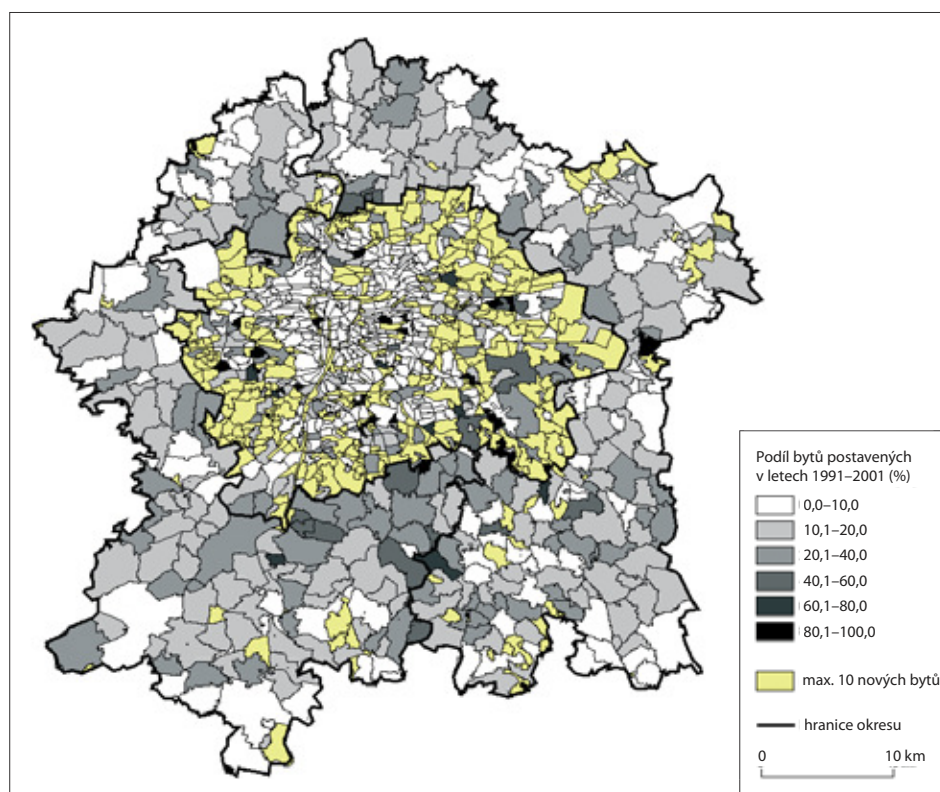 Podíl bytů postavených
v letech 1991–2001 (%)
0,0–10,0
10,1–20,0
20,1–40,0
40,1–60,0
60,1–80,0
80,1–100,0
max. 10 nových bytů
hranice okresu
0 10 km